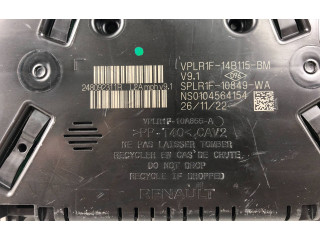 VPLR1F-14B115-BM
V9.1
SPLR1F-10849-WA
NS0104564154
26/11/22
>PP-T40<,CAV2
NE PAS LAISSER TOMBER
RECYCLER EN CAS DE CHUTE
DO NOT DROP
RECYCLE IF DROPPED
RENAULT